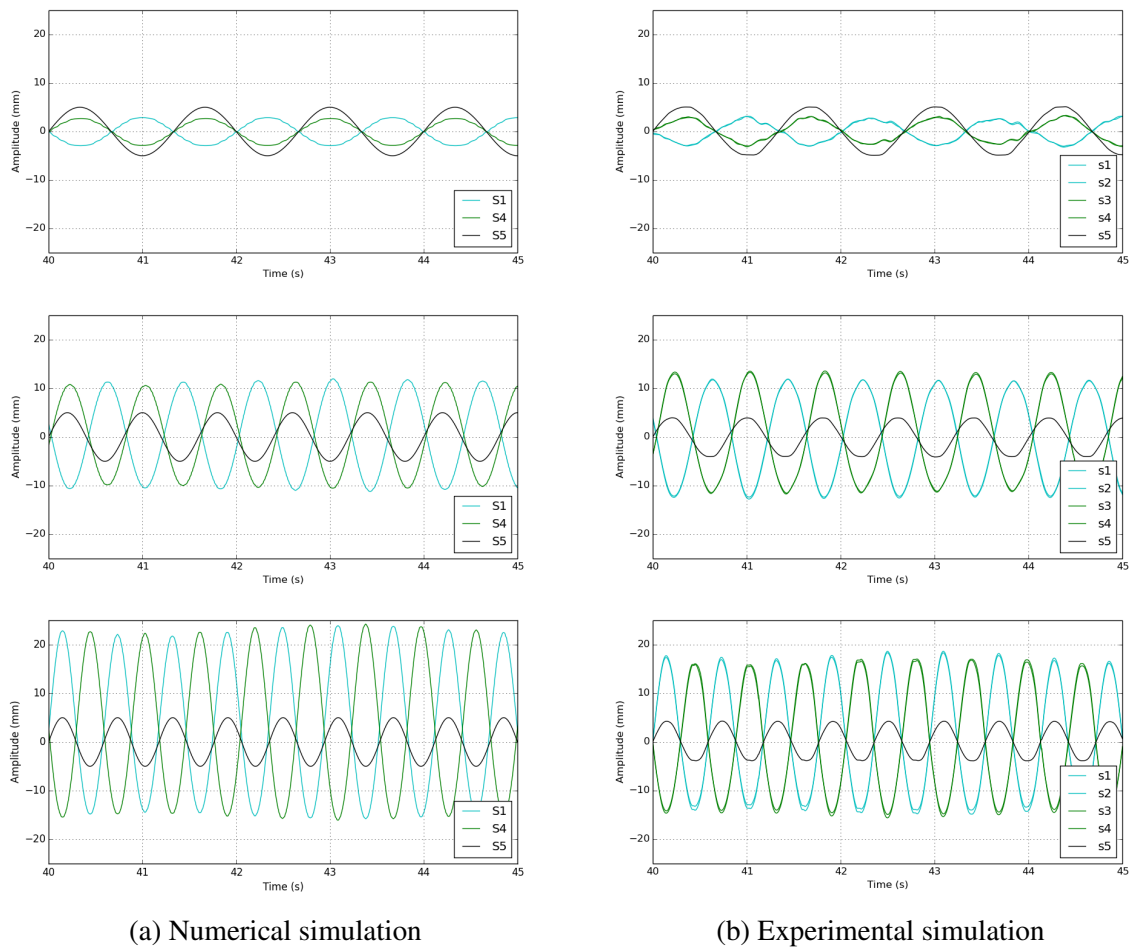 20
10
0
−10
−20
Amplitude (mm)
S1
S4
S5
40 41 42 43 44 45
Time (s)
20
10
0
−10
−20
Amplitude (mm)
s1
s2
s3
s4
s5
40 41 42 43 44 45
Time (s)
20
10
0
−10
−20
Amplitude (mm)
S1
S4
S5
40 41 42 43 44 45
Time (s)
20
10
0
−10
−20
Amplitude (mm)
s1
s2
s3
s4
s5
40 41 42 43 44 45
Time (s)
20
10
0
−10
−20
Amplitude (mm)
S1
S4
S5
40 41 42 43 44 45
Time (s)
20
10
0
−10
−20
Amplitude (mm)
s1
s2
s3
s4
s5
40 41 42 43 44 45
Time (s)
(a) Numerical simulation
(b) Experimental simulation